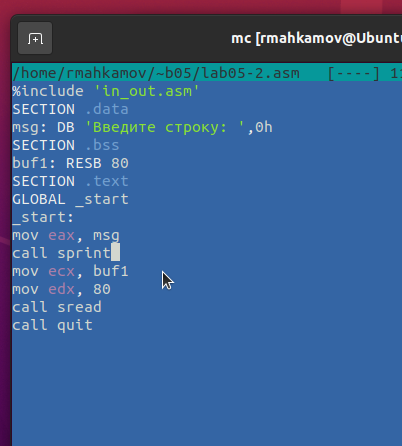 mc [rmahkamov@Ubuntu
/home/rmahkamov/~b05/lab05-2.asm   [----] 1
%include 'in_out.asm'
SECTION .data
msg: DB 'Введите строку: ',0h
SECTION .bss
buf1: RESB 80
SECTION .text
GLOBAL _start
_start:
mov eax, msg
call sprint
mov ecx, buf1
mov edx, 80
call sread
call quit